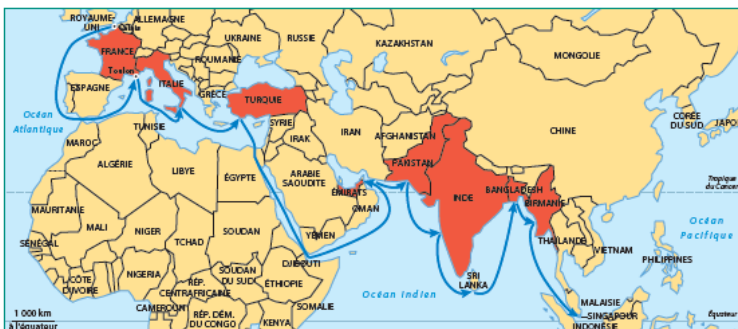 ROYAUME-
UNI
Calais
ALLEMAGNE
FRANCE
Toulon
ESPAGNE
ITALIE
ROUMANIE
GRÈCE
UKRAINE
RUSSIE
KAZAKHSTAN
MONGOLIE
TURQUIE
SYRIE
IRAK
IRAN
AFGHANISTAN
CHINE
CORÉE
DU SUD
JAPO
Océan
Atlantique
TUNISIE
MAROC
ALGÉRIE
LIBYE
ÉGYPTE
ARABIE
SAOUDITE
ÉMIRATS
OMAN
YÉMEN
PAKISTAN
INDE
BANGLADESH
BIRMANIE
Tropique
du Cancer
MAURITANIE
MALI
NIGER
TCHAD
SOUDAN
SÉNÉGAL
DJIBOUTI
THAÏLANDE
VIETNAM
PHILIPPINES
Océan
Pacifique
CÔTE
D'IVOIRE
NIGERIA
RÉP.
CENTRAFRICAINE
SOUDAN
DU SUD
ÉTHIOPIE
SOMALIE
CAMEROUN
RÉP. DÉM.
DU CONGO
KENYA
SRI
LANKA
Océan Indien
MALAISIE
SINGAPOUR
INDONÉSIE
Équateur
1 000 km
à l'équateur